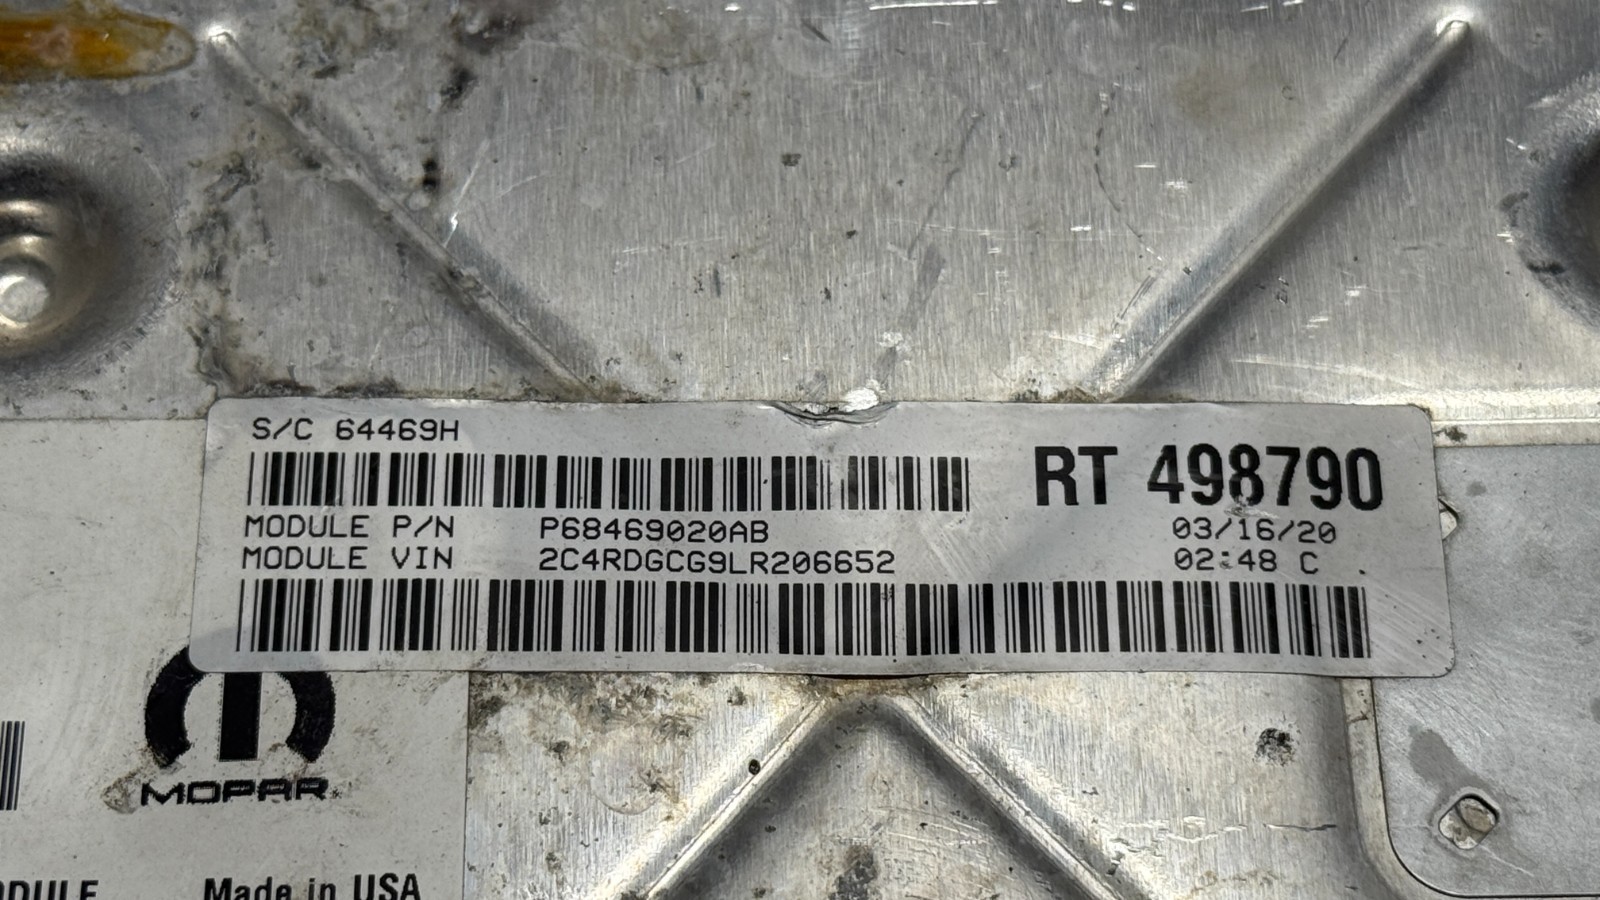 S/C 64469H
RT 498790
MODULE P/N P68469020AB 03/16/20
MODULE VIN 2C4RDGCG9LR206652 02:48 C .
MOPAR
Made in USA